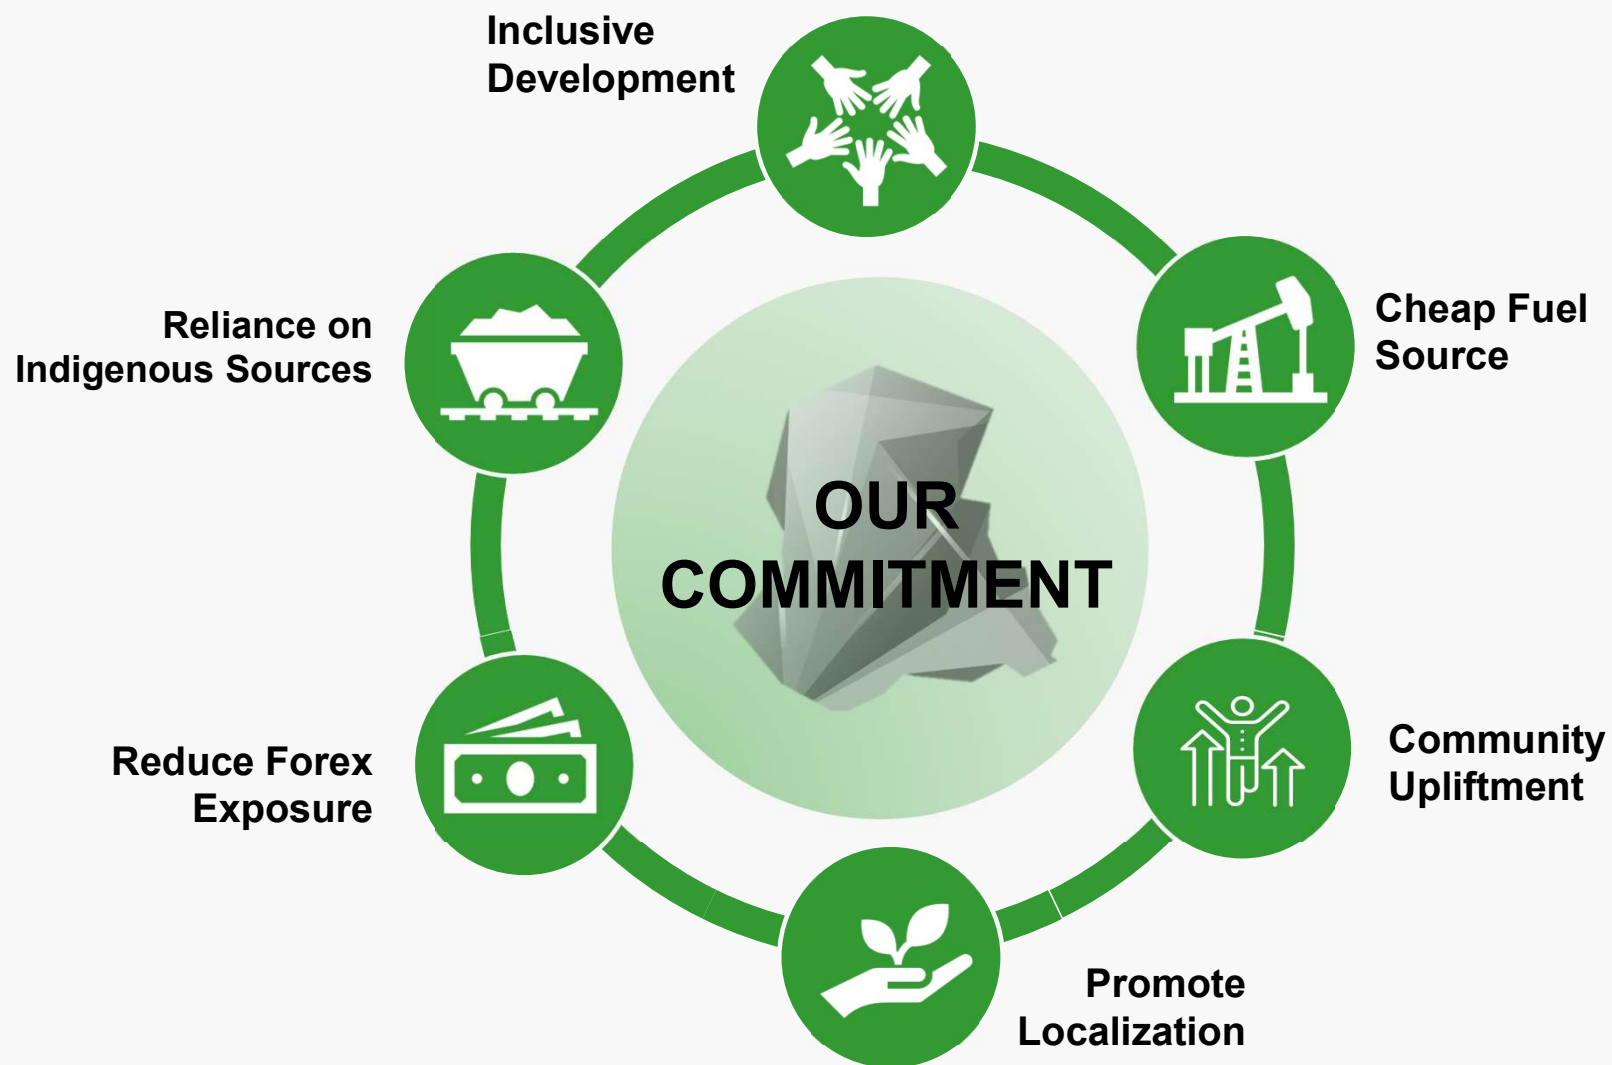 Inclusive
Development
Cheap Fuel
Source
Reliance on
Indigenous Sources
OUR
COMMITMENT
Community
Upliftment
Reduce Forex
Exposure
Promote
Localization